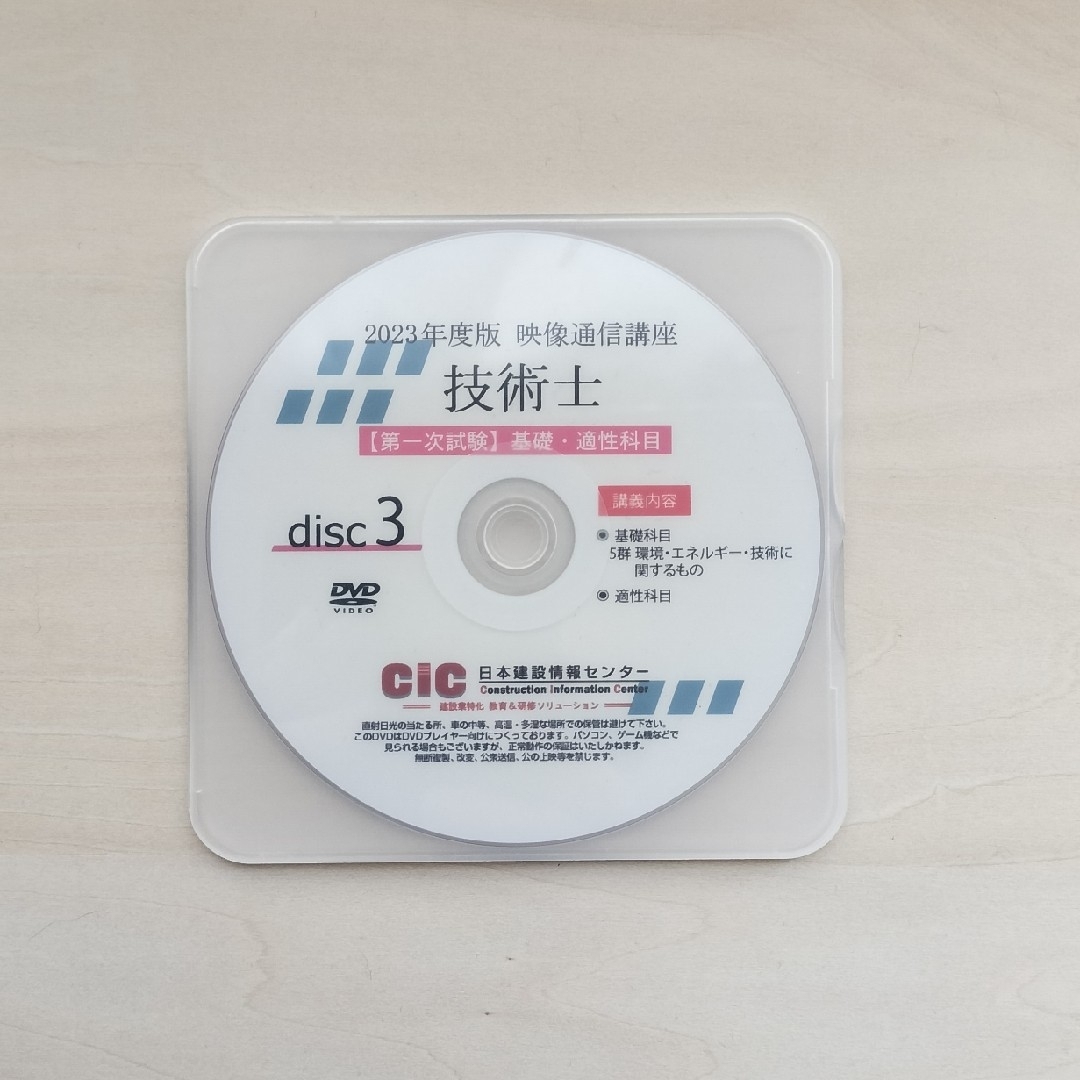 2023年度版 映像通信講座
技術士
【第一次試験】基礎・適性科目
disc 3
DVD
VIDEO
講義内容
◉ 基礎科目
5群 環境・エネルギー・技術に
関するもの
◉ 適性科目
CIC 日本建設情報センター
Construction Information Center
建設業特化 教育&研修ソリューション
直射日光の当たる所、車の中等、高温・多湿な場所での保管は避けて下さい。
このDVDはDVDプレイヤー向けにつくっております。パソコン、ゲーム機などで
見られる場合もございますが、正常動作の保証はいたしかねます。
無断複製、改変、公衆送信、公の上映等を禁じます。